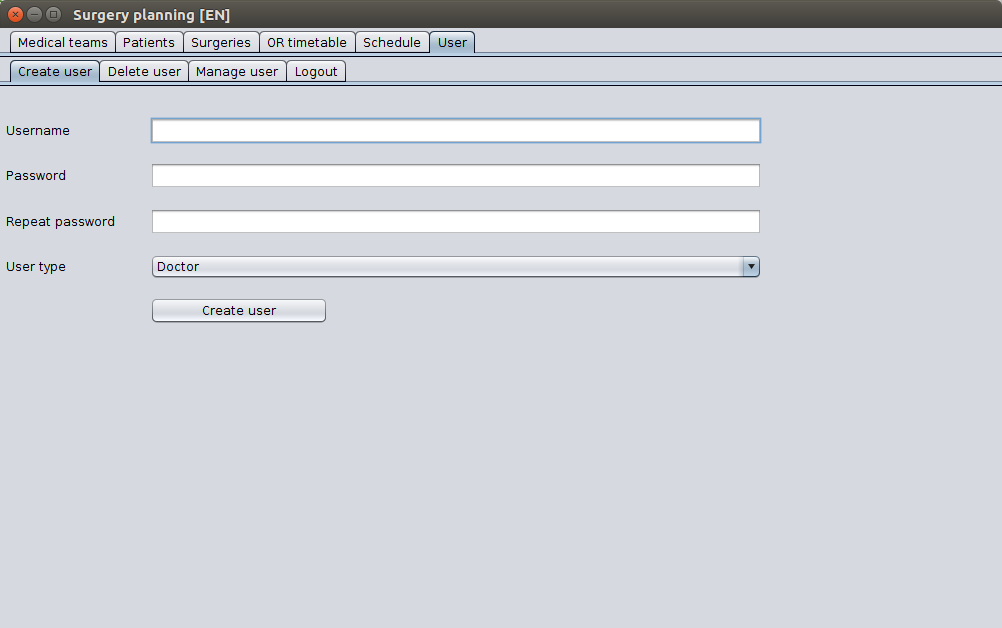 Surgery planning [EN]
Medical teams Patients Surgeries OR timetable Schedule User
Create user Delete user Manage user Logout
Username
Password
Repeat password
User type Doctor
Create user